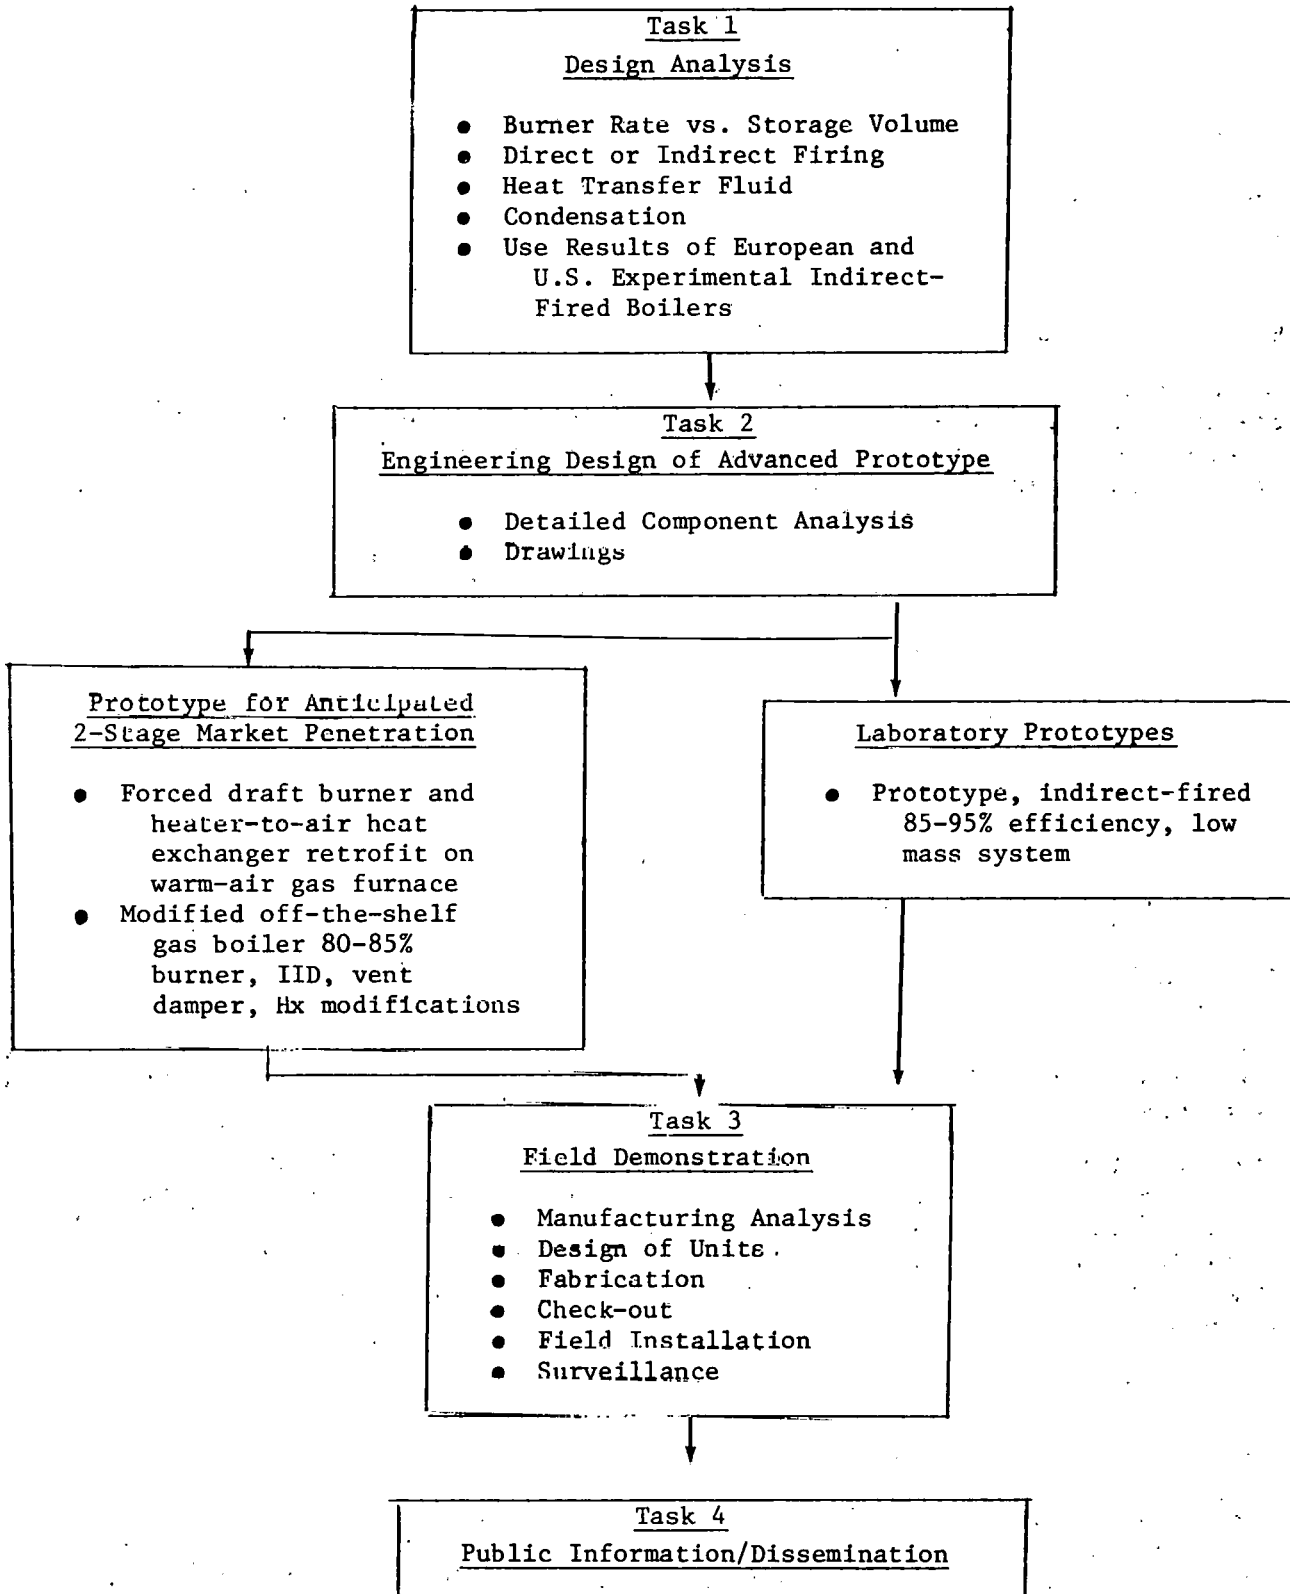 Task 1
Design Analysis
● Burner Rate vs. Storage Volume
● Direct or Indirect Firing
● Heat Transfer Fluid
● Condensation
● Use Results of European and
U.S. Experimental Indirect-
Fired Boilers
Task 2
Engineering Design of Advanced Prototype
● Detailed Component Analysis
● Drawings
Prototype for Anticipated
2-Stage Market Penetration
● Forced draft burner and
heater-to-air heat
exchanger retrofit on
warm-air gas furnace
● Modified off-the-shelf
gas boiler 80-85%
burner, IID, vent
damper, Hx modifications
Laboratory Prototypes
● Prototype, indirect-fired
85-95% efficiency, low
mass system
Task 3
Field Demonstration
● Manufacturing Analysis
● Design of Units
● Fabrication
● Check-out
● Field Installation
● Surveillance
Task 4
Public Information/Dissemination